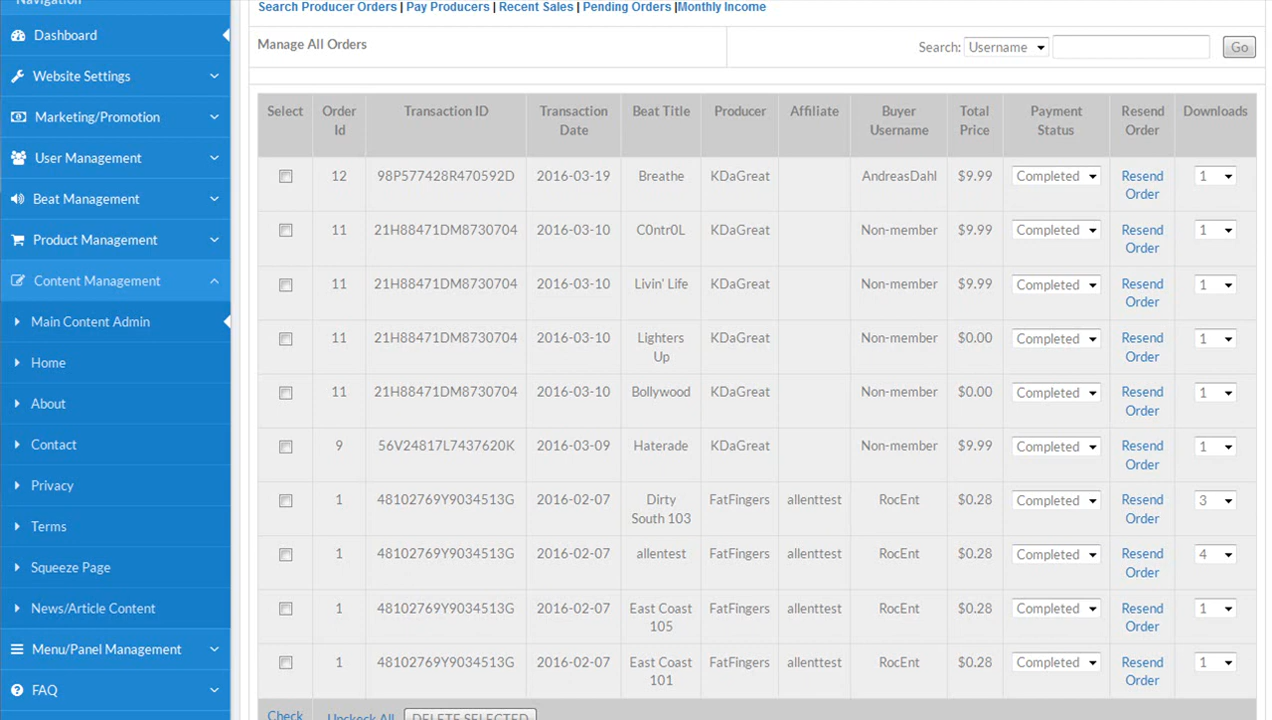 Navigation
Dashboard
Website Settings
Marketing/Promotion
User Management
Beat Management
Product Management
Content Management
Main Content Admin
Home
About
Contact
Privacy
Terms
Squeeze Page
News/Article Content
Menu/Panel Management
FAQ
Search Producer Orders | Pay Producers | Recent Sales | Pending Orders |Monthly Income
Manage All Orders
Search: Username Go
Select Order Id Transaction ID Transaction Date Beat Title Producer Affiliate Buyer Username Total Price Payment Status Resend Order Downloads
12 98P577428R470592D 2016-03-19 Breathe KDaGreat AndreasDahl $9.99 Completed Resend Order 1
11 21H88471DM8730704 2016-03-10 C0ntr0L KDaGreat Non-member $9.99 Completed Resend Order 1
11 21H88471DM8730704 2016-03-10 Livin' Life KDaGreat Non-member $9.99 Completed Resend Order 1
11 21H88471DM8730704 2016-03-10 Lighters Up KDaGreat Non-member $0.00 Completed Resend Order 1
11 21H88471DM8730704 2016-03-10 Bollywood KDaGreat Non-member $0.00 Completed Resend Order 1
9 56V24817L7437620K 2016-03-09 Haterade KDaGreat Non-member $9.99 Completed Resend Order 1
1 48102769Y9034513G 2016-02-07 Dirty South 103 FatFingers allenttest RocEnt $0.28 Completed Resend Order 3
1 48102769Y9034513G 2016-02-07 allentest FatFingers allenttest RocEnt $0.28 Completed Resend Order 4
1 48102769Y9034513G 2016-02-07 East Coast 105 FatFingers allenttest RocEnt $0.28 Completed Resend Order 1
1 48102769Y9034513G 2016-02-07 East Coast 101 FatFingers allenttest RocEnt $0.28 Completed Resend Order 1
Check Unckeck All DELETE SELECTED